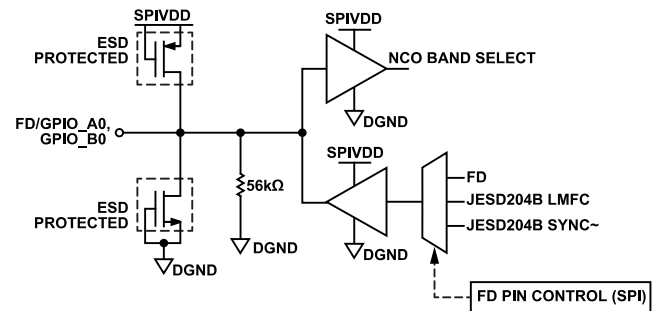 SPIVDD
ESD
PROTECTED
SPIVDD
NCO BAND SELECT
DGND
FD/GPIO_A0,
GPIO_B0
56kΩ
SPIVDD
FD
JESD204B LMFC
JESD204B SYNC~
ESD
PROTECTED
DGND
DGND
DGND
FD PIN CONTROL (SPI)